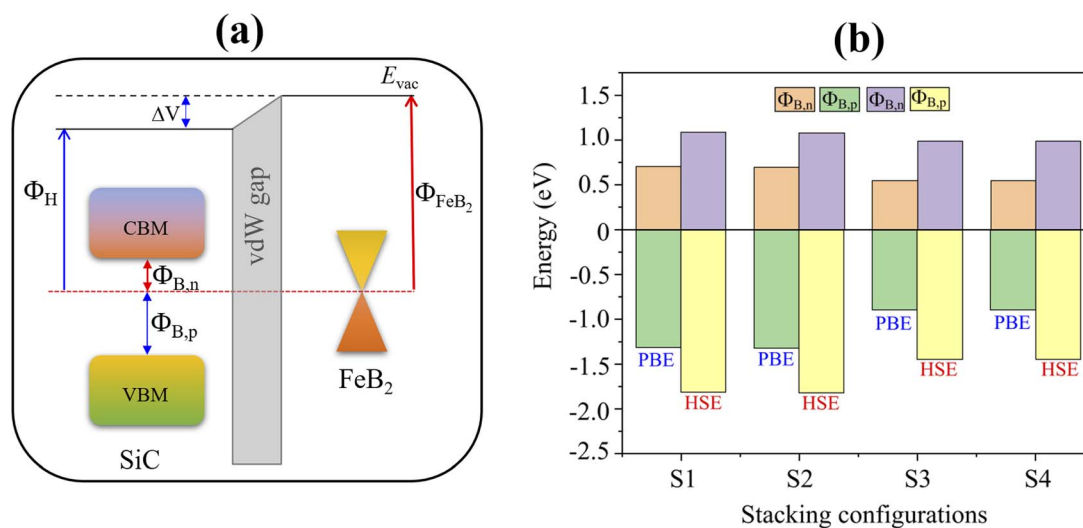 (a)
E_vac
ΔV
Φ_H
vdW gap
Φ_FeB₂
CBM
Φ_B,n
Φ_B,p
VBM
FeB₂
SiC
(b)
Φ_B,n Φ_B,p Φ_B,n Φ_B,p
1.5
1.0
0.5
0
-0.5
-1.0
-1.5
-2.0
-2.5
Energy (eV)
PBE PBE PBE PBE
HSE HSE HSE HSE
S1 S2 S3 S4
Stacking configurations